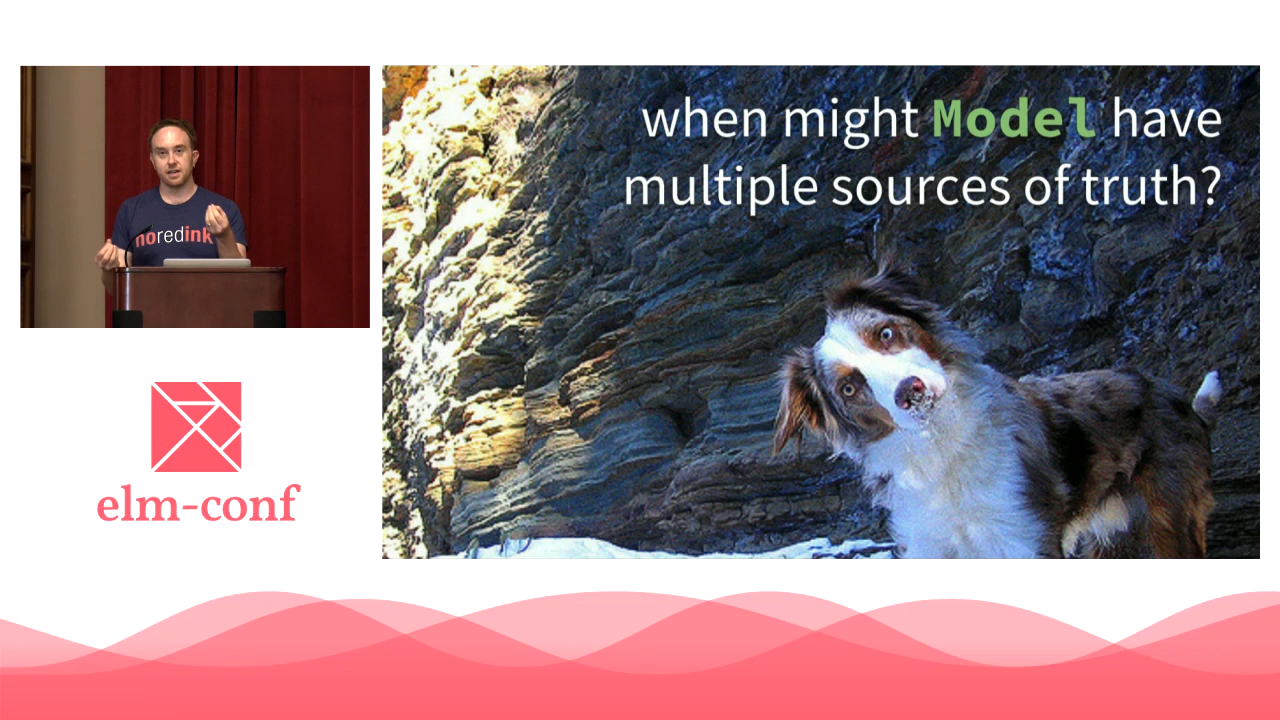 when might Model have
multiple sources of truth?
noredink
elm-conf